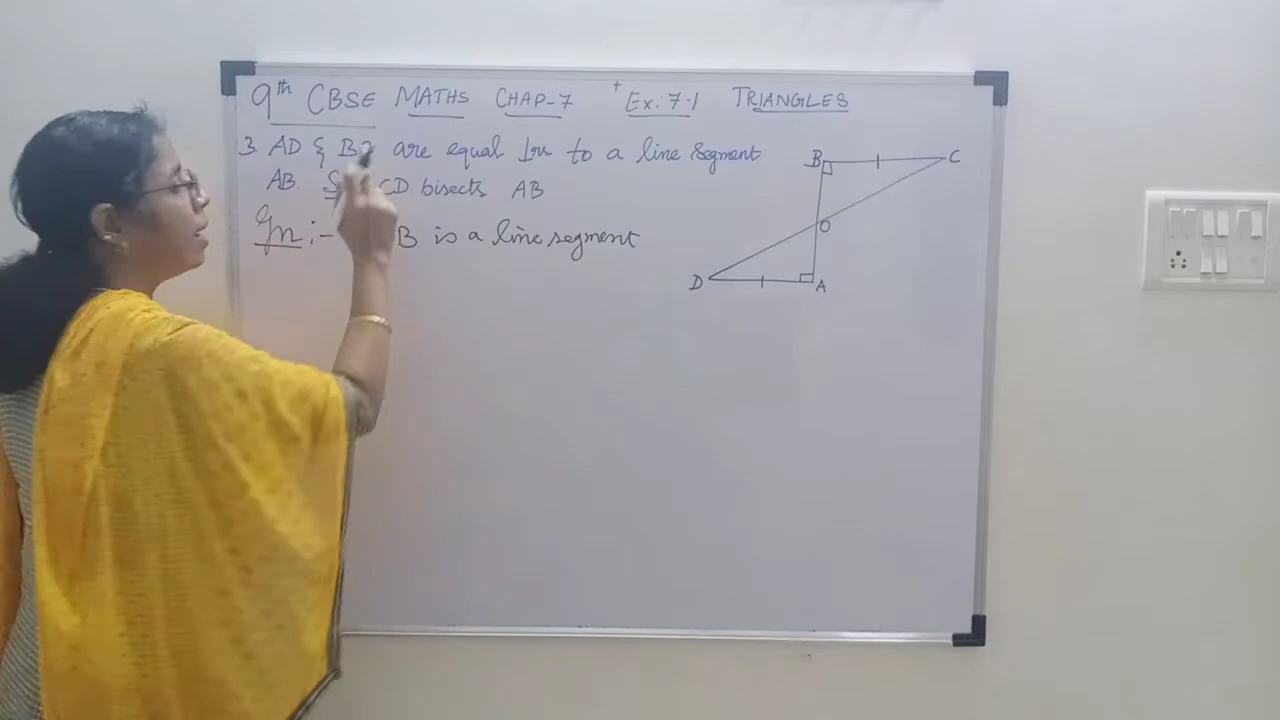 9th CBSE MATHS CHAP-7 Ex: 7.1 TRIANGLES
3 AD & are equal ⊥rs to a line segment
AB. CD bisects AB
Gn :- B is a line segment
B C
O
D A